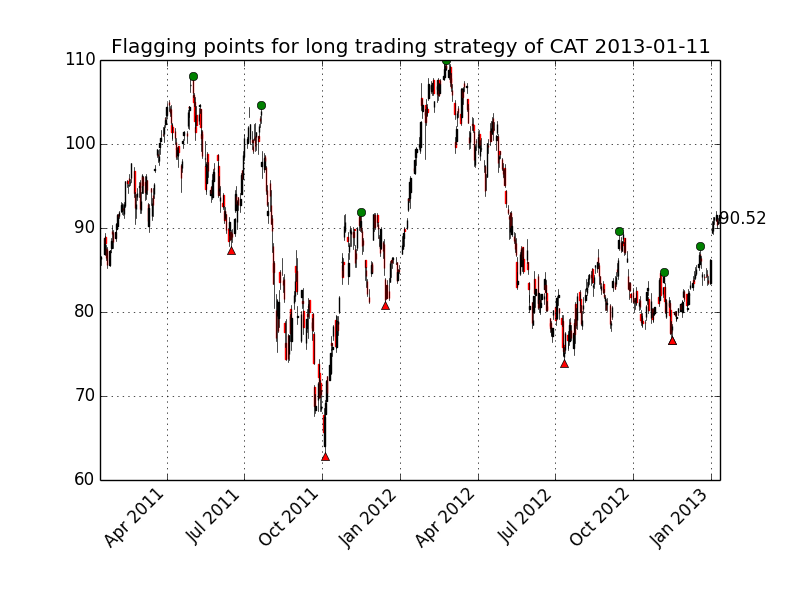 Flagging points for long trading strategy of CAT 2013-01-11
110
100
90
80
70
60
90.52
Apr 2011
Jul 2011
Oct 2011
Jan 2012
Apr 2012
Jul 2012
Oct 2012
Jan 2013